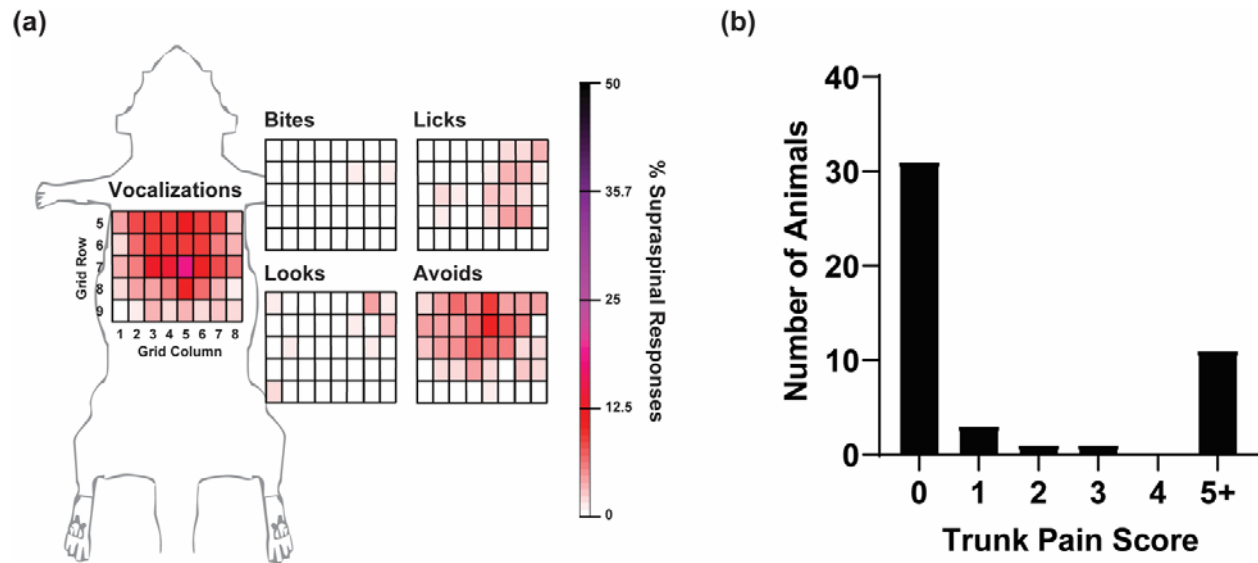 (a)
Vocalizations
Grid Row
5
6
7
8
9
1 2 3 4 5 6 7 8
Grid Column
Bites
Licks
Looks
Avoids
50
35.7
25
12.5
0
% Supraspinal Responses
(b)
Number of Animals
40
30
20
10
0
0 1 2 3 4 5+
Trunk Pain Score